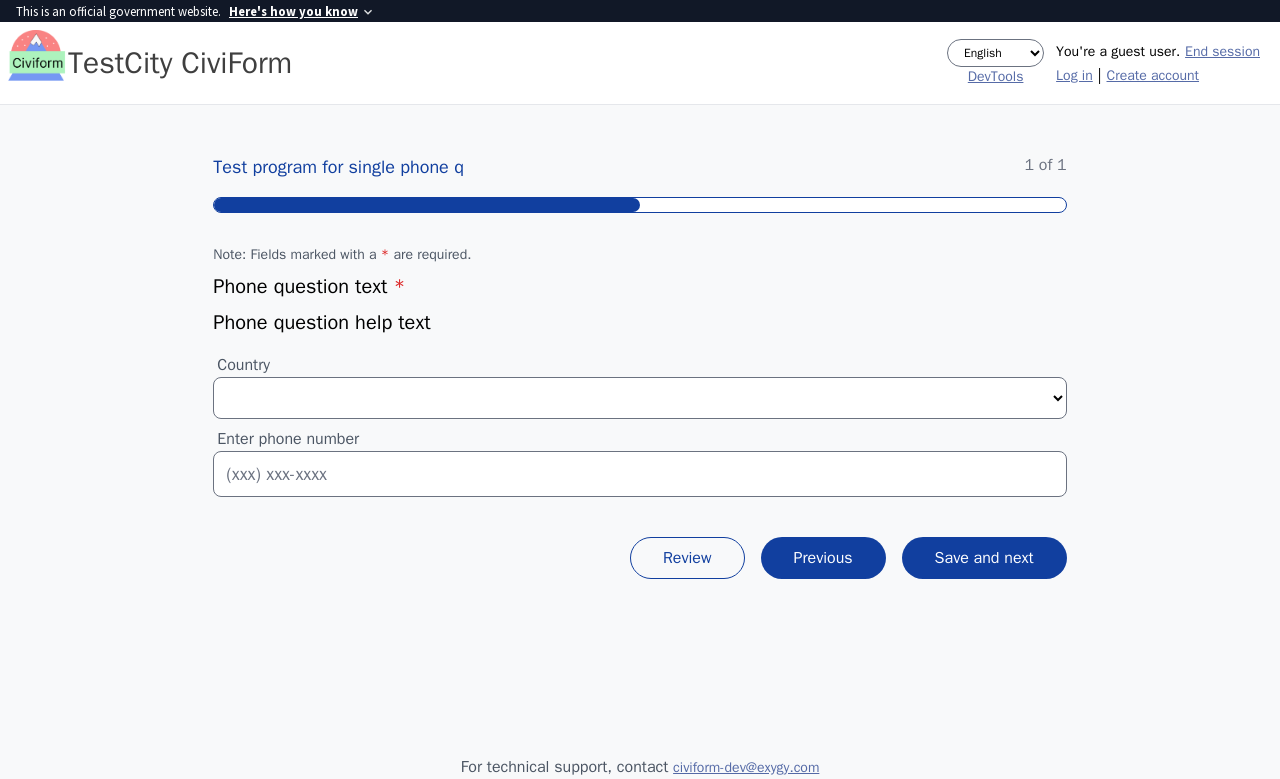 This is an official government website. Here's how you know
Civiform
TestCity CiviForm
English
DevTools
You're a guest user. End session
Log in | Create account
Test program for single phone q
1 of 1
Note: Fields marked with a * are required.
Phone question text *
Phone question help text
Country
Enter phone number
(xxx) xxx-xxxx
Review
Previous
Save and next
For technical support, contact civiform-dev@exygy.com